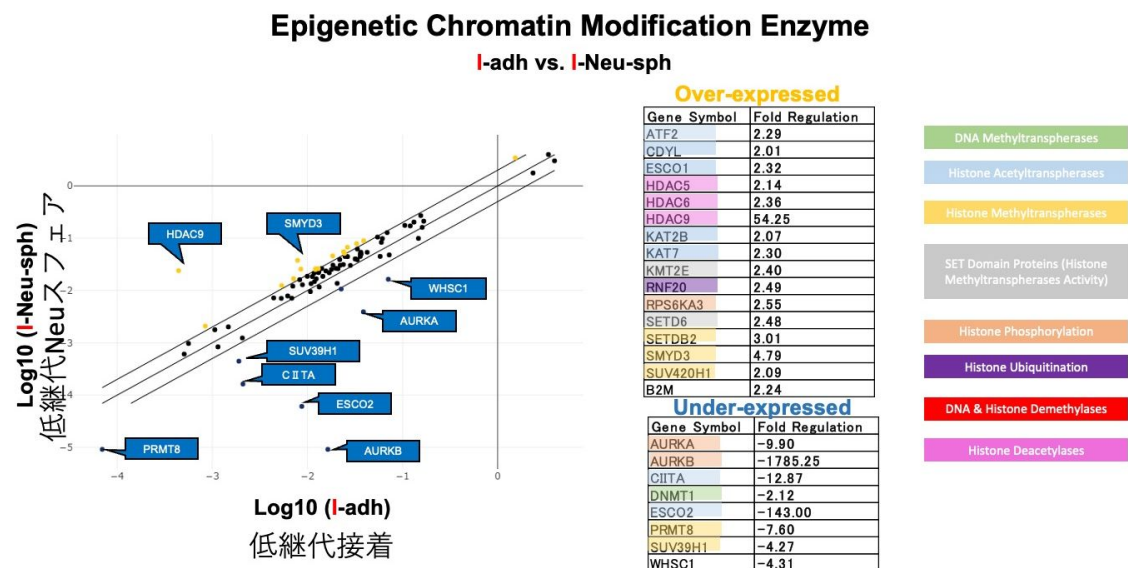 Epigenetic Chromatin Modification Enzyme
I-adh vs. I-Neu-sph
Log10 (I-Neu-sph)
低継代Neuスフェア
0
-1
-2
-3
-4
-5
HDAC9
SMYD3
WHSC1
AURKA
SUV39H1
CⅡTA
ESCO2
PRMT8
AURKB
-4 -3 -2 -1 0
Log10 (I-adh)
低継代接着
Over-expressed
Gene Symbol Fold Regulation
ATF2 2.29
CDYL 2.01
ESCO1 2.32
HDAC5 2.14
HDAC6 2.36
HDAC9 54.25
KAT2B 2.07
KAT7 2.30
KMT2E 2.40
RNF20 2.49
RPS6KA3 2.55
SETD6 2.48
SETDB2 3.01
SMYD3 4.79
SUV420H1 2.09
B2M 2.24
Under-expressed
Gene Symbol Fold Regulation
AURKA -9.90
AURKB -1785.25
CIITA -12.87
DNMT1 -2.12
ESCO2 -143.00
PRMT8 -7.60
SUV39H1 -4.27
WHSC1 -4.31
DNA Methyltranspherases
Histone Acetyltranspherases
Histone Methyltranspherases
SET Domain Proteins (Histone
Methyltranspherases Activity)
Histone Phosphorylation
Histone Ubiquitination
DNA & Histone Demethylases
Histone Deacetylases